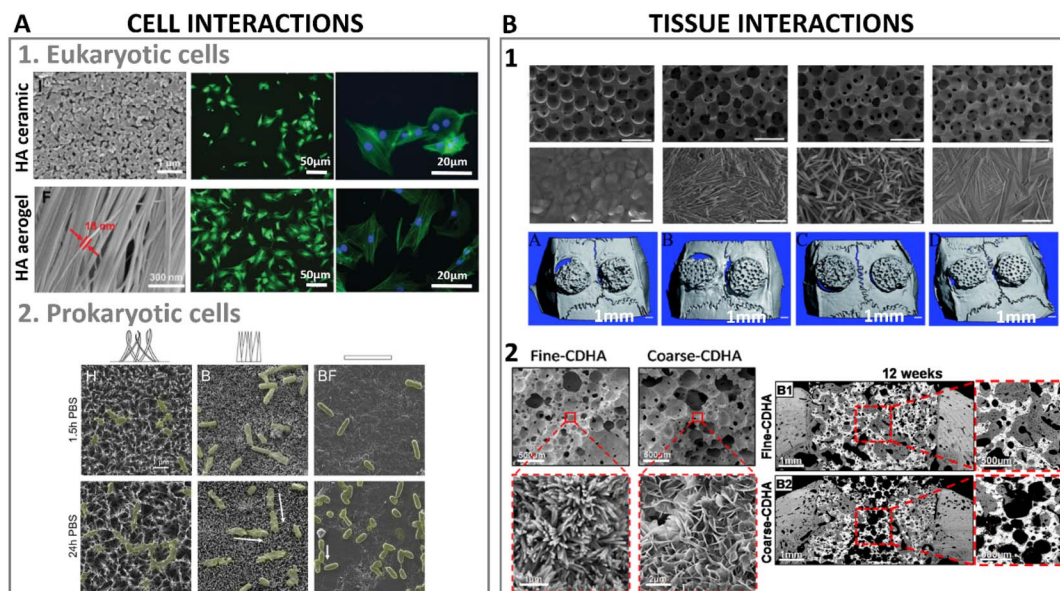 A CELL INTERACTIONS
1. Eukaryotic cells
HA ceramic
1 μm
50μm
20μm
HA aerogel
F
18 nm
300 nm
50μm
20μm
2. Prokaryotic cells
1.5h PBS
H
1 μm
B
BF
24h PBS
B TISSUE INTERACTIONS
1
A
1mm
B
1mm
C
1mm
D
1mm
2
Fine-CDHA
Coarse-CDHA
12 weeks
500μm
500μm
2μm
Fine-CDHA
B1
1mm
500μm
Coarse-CDHA
B2
1mm
500μm